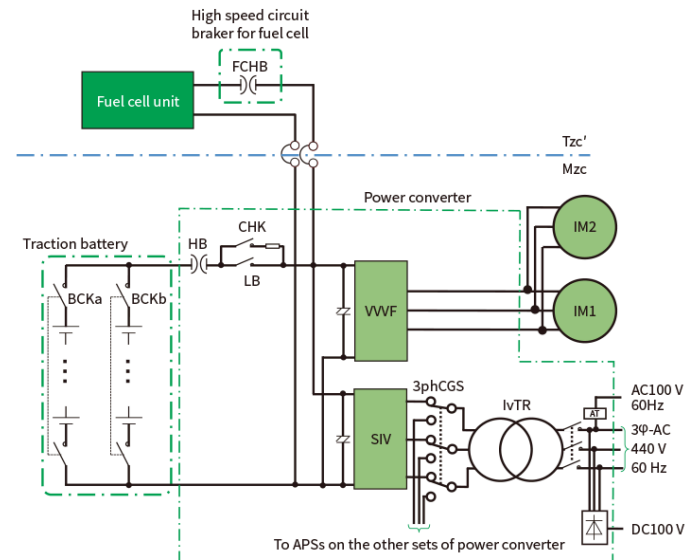 High speed circuit
braker for fuel cell
FCHB
Fuel cell unit
Tzc'
Mzc
Power converter
IM2
Traction battery
HB
CHK
LB
BCKa
BCKb
VVVF
IM1
3phCGS
IvTR
SIV
AT
AC100 V
60Hz
3φ-AC
440 V
60 Hz
DC100 V
To APSs on the other sets of power converter